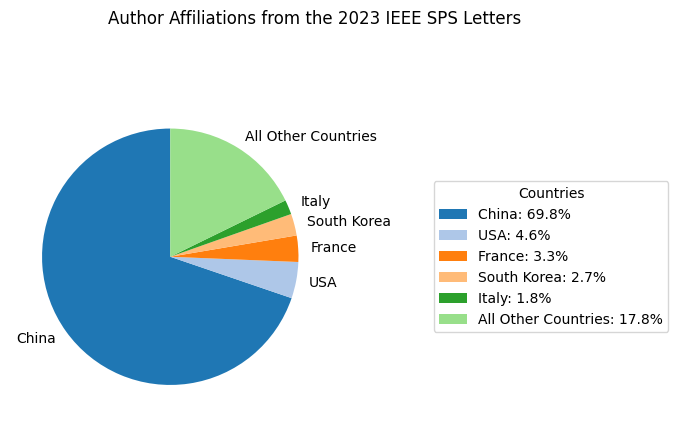 Author Affiliations from the 2023 IEEE SPS Letters
All Other Countries
Italy
South Korea
France
USA
China
Countries
China: 69.8%
USA: 4.6%
France: 3.3%
South Korea: 2.7%
Italy: 1.8%
All Other Countries: 17.8%